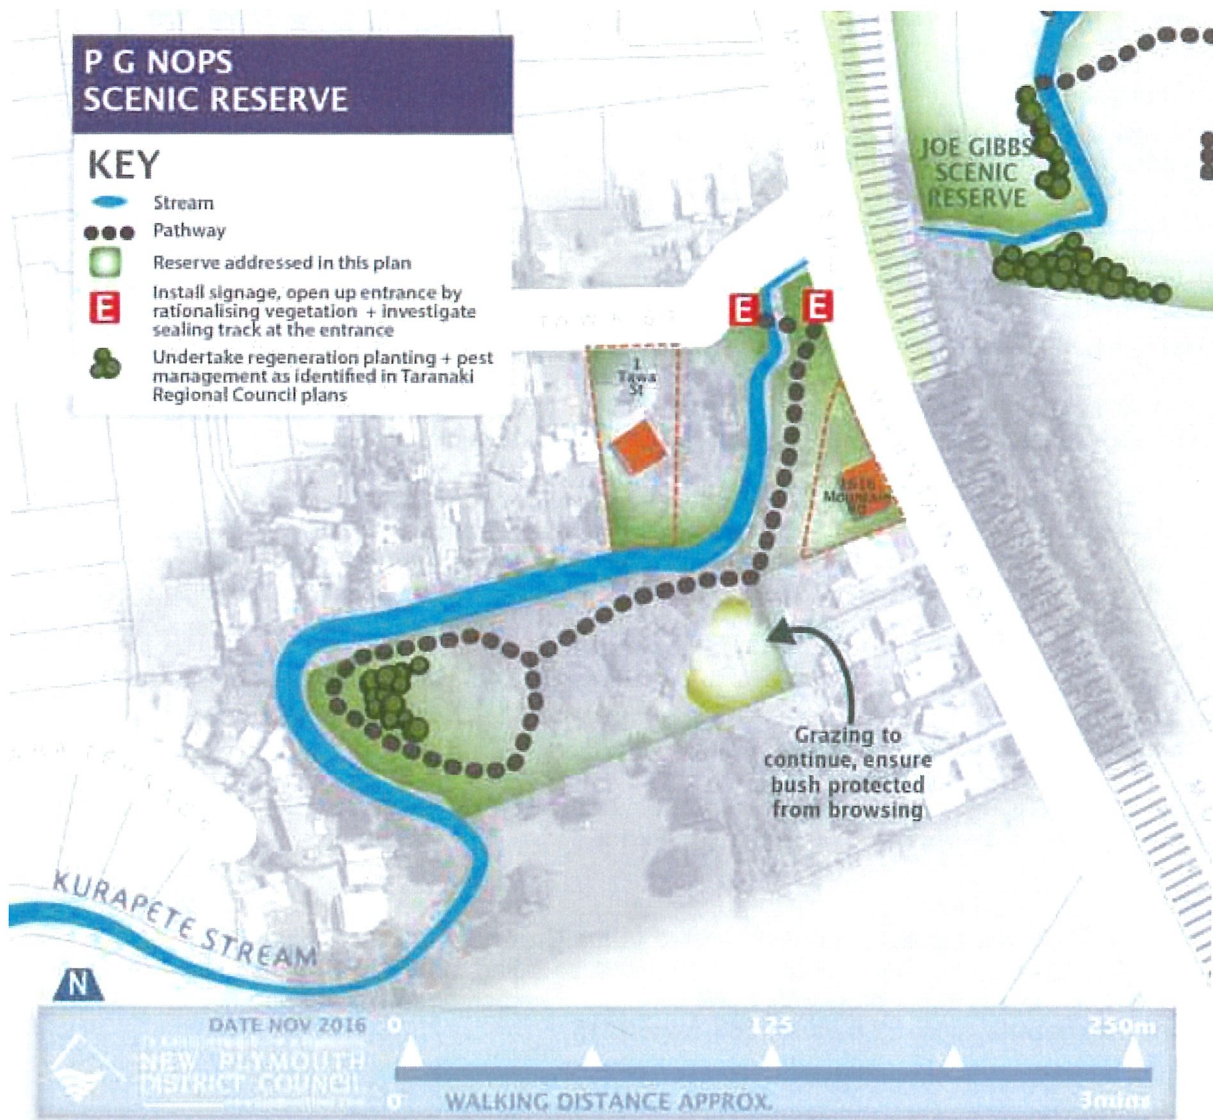 P G NOPS
SCENIC RESERVE
KEY
Stream
Pathway
Reserve addressed in this plan
E
Install signage, open up entrance by
rationalising vegetation + investigate
sealing track at the entrance
Undertake regeneration planting + pest
management as identified in Taranaki
Regional Council plans
JOE GIBBS
SCENIC
RESERVE
E
E
1
Tawa
St
Mountain
Grazing to
continue, ensure
bush protected
from browsing
KURAPETE STREAM
N
DATE NOV 2016
NEW PLYMOUTH
DISTRICT COUNCIL
0
125
250m
0
WALKING DISTANCE APPROX.
3mins